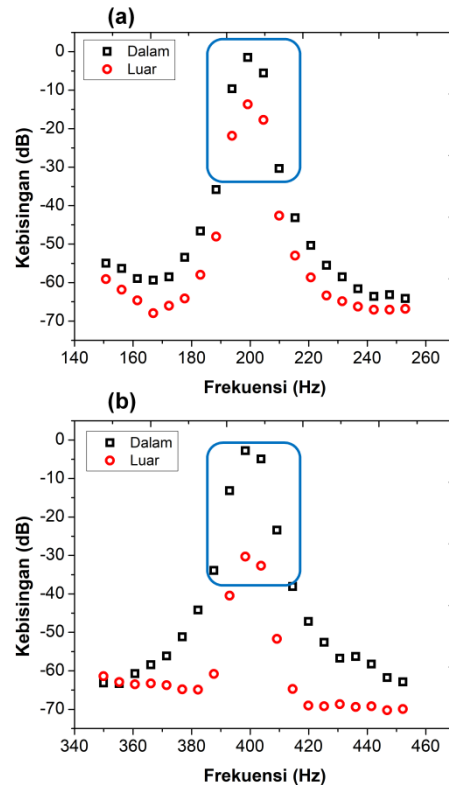 (a)
Dalam
Luar
Kebisingan (dB)
0
-10
-20
-30
-40
-50
-60
-70
140 160 180 200 220 240 260
Frekuensi (Hz)
(b)
Dalam
Luar
Kebisingan (dB)
0
-10
-20
-30
-40
-50
-60
-70
340 360 380 400 420 440 460
Frekuensi (Hz)